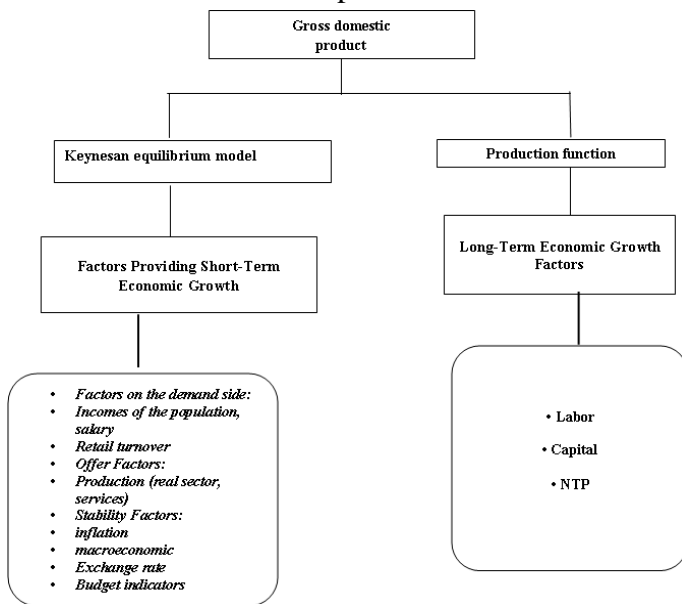 Gross domestic
product
Keynesan equilibrium model
Production function
Factors Providing Short-Term
Economic Growth
Long-Term Economic Growth
Factors
• Factors on the demand side:
• Incomes of the population,
salary
• Retail turnover
• Offer Factors:
• Production (real sector,
services)
• Stability Factors:
• inflation
• macroeconomic
• Exchange rate
• Budget indicators
• Labor
• Capital
• NTP